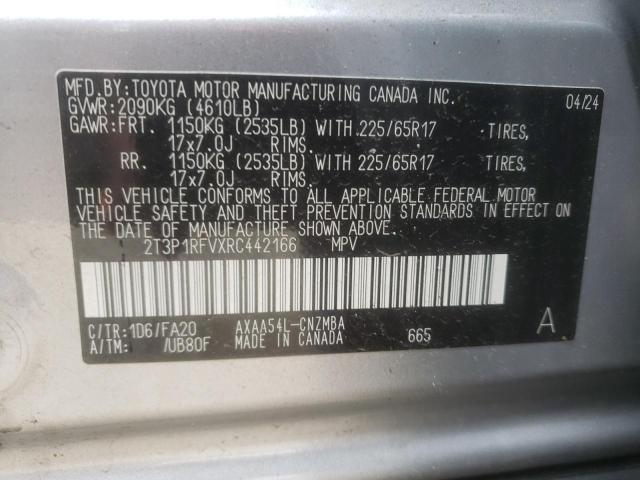 MFD.BY:TOYOTA MOTOR MANUFACTURING CANADA INC.
GVWR:2090KG (4610LB) 04/24
GAWR:FRT. 1150KG (2535LB) WITH 225/65R17 TIRES,
17x7.0J RIMS.
RR. 1150KG (2535LB) WITH 225/65R17 TIRES,
17x7.0J RIMS.
THIS VEHICLE CONFORMS TO ALL APPLICABLE FEDERAL MOTOR
VEHICLE SAFETY AND THEFT PREVENTION STANDARDS IN EFFECT ON
THE DATE OF MANUFACTURE SHOWN ABOVE.
2T3P1RFVXRC442166 MPV
C/TR:1D6/FA20 AXAA54L-CNZMBA A
A/TM: /UB80F MADE IN CANADA 665